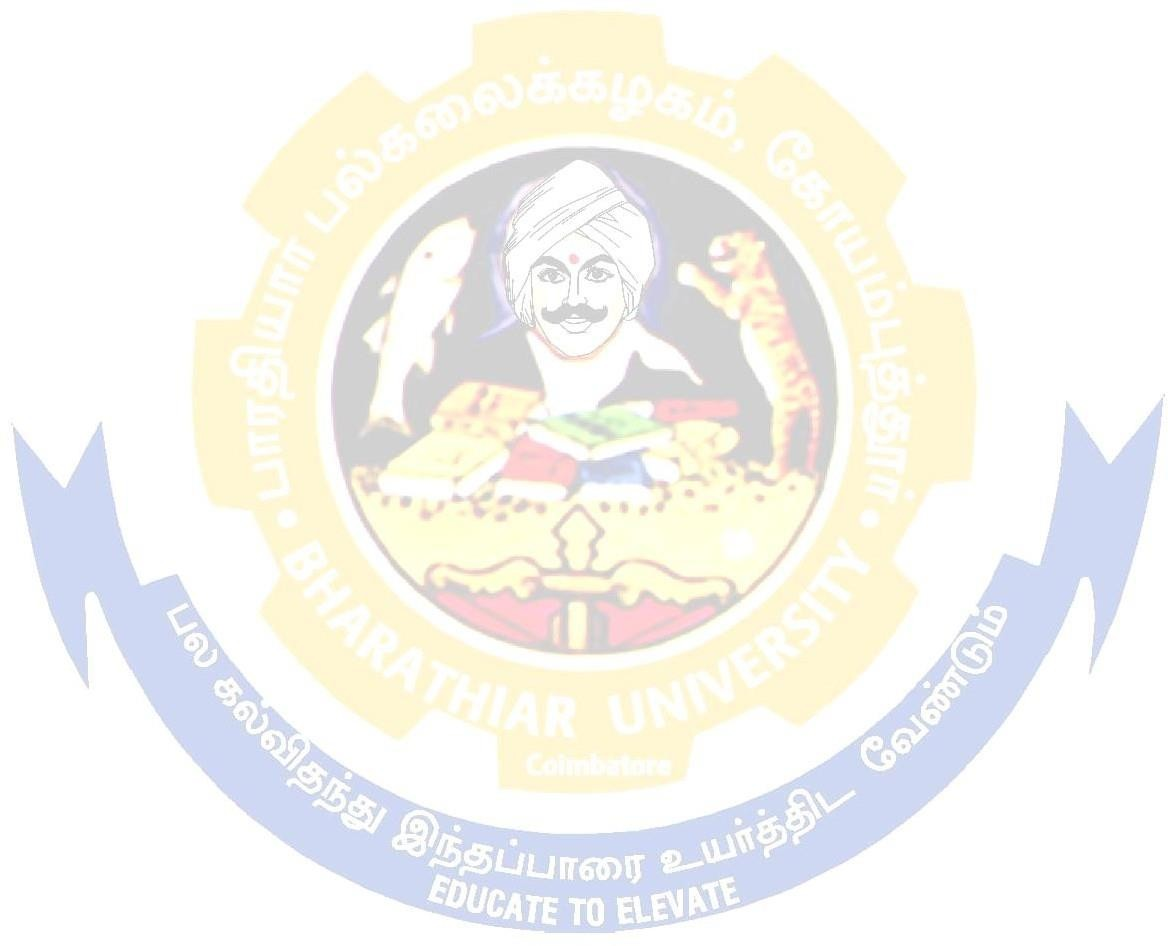 பாரதியார் பல்கலைக்கழகம், கோயம்புத்தூர்
BHARATHIAR UNIVERSITY
Coimbatore
பல கல்விதந்து இந்தப்பாரை உயர்த்திட வேண்டும்
EDUCATE TO ELEVATE